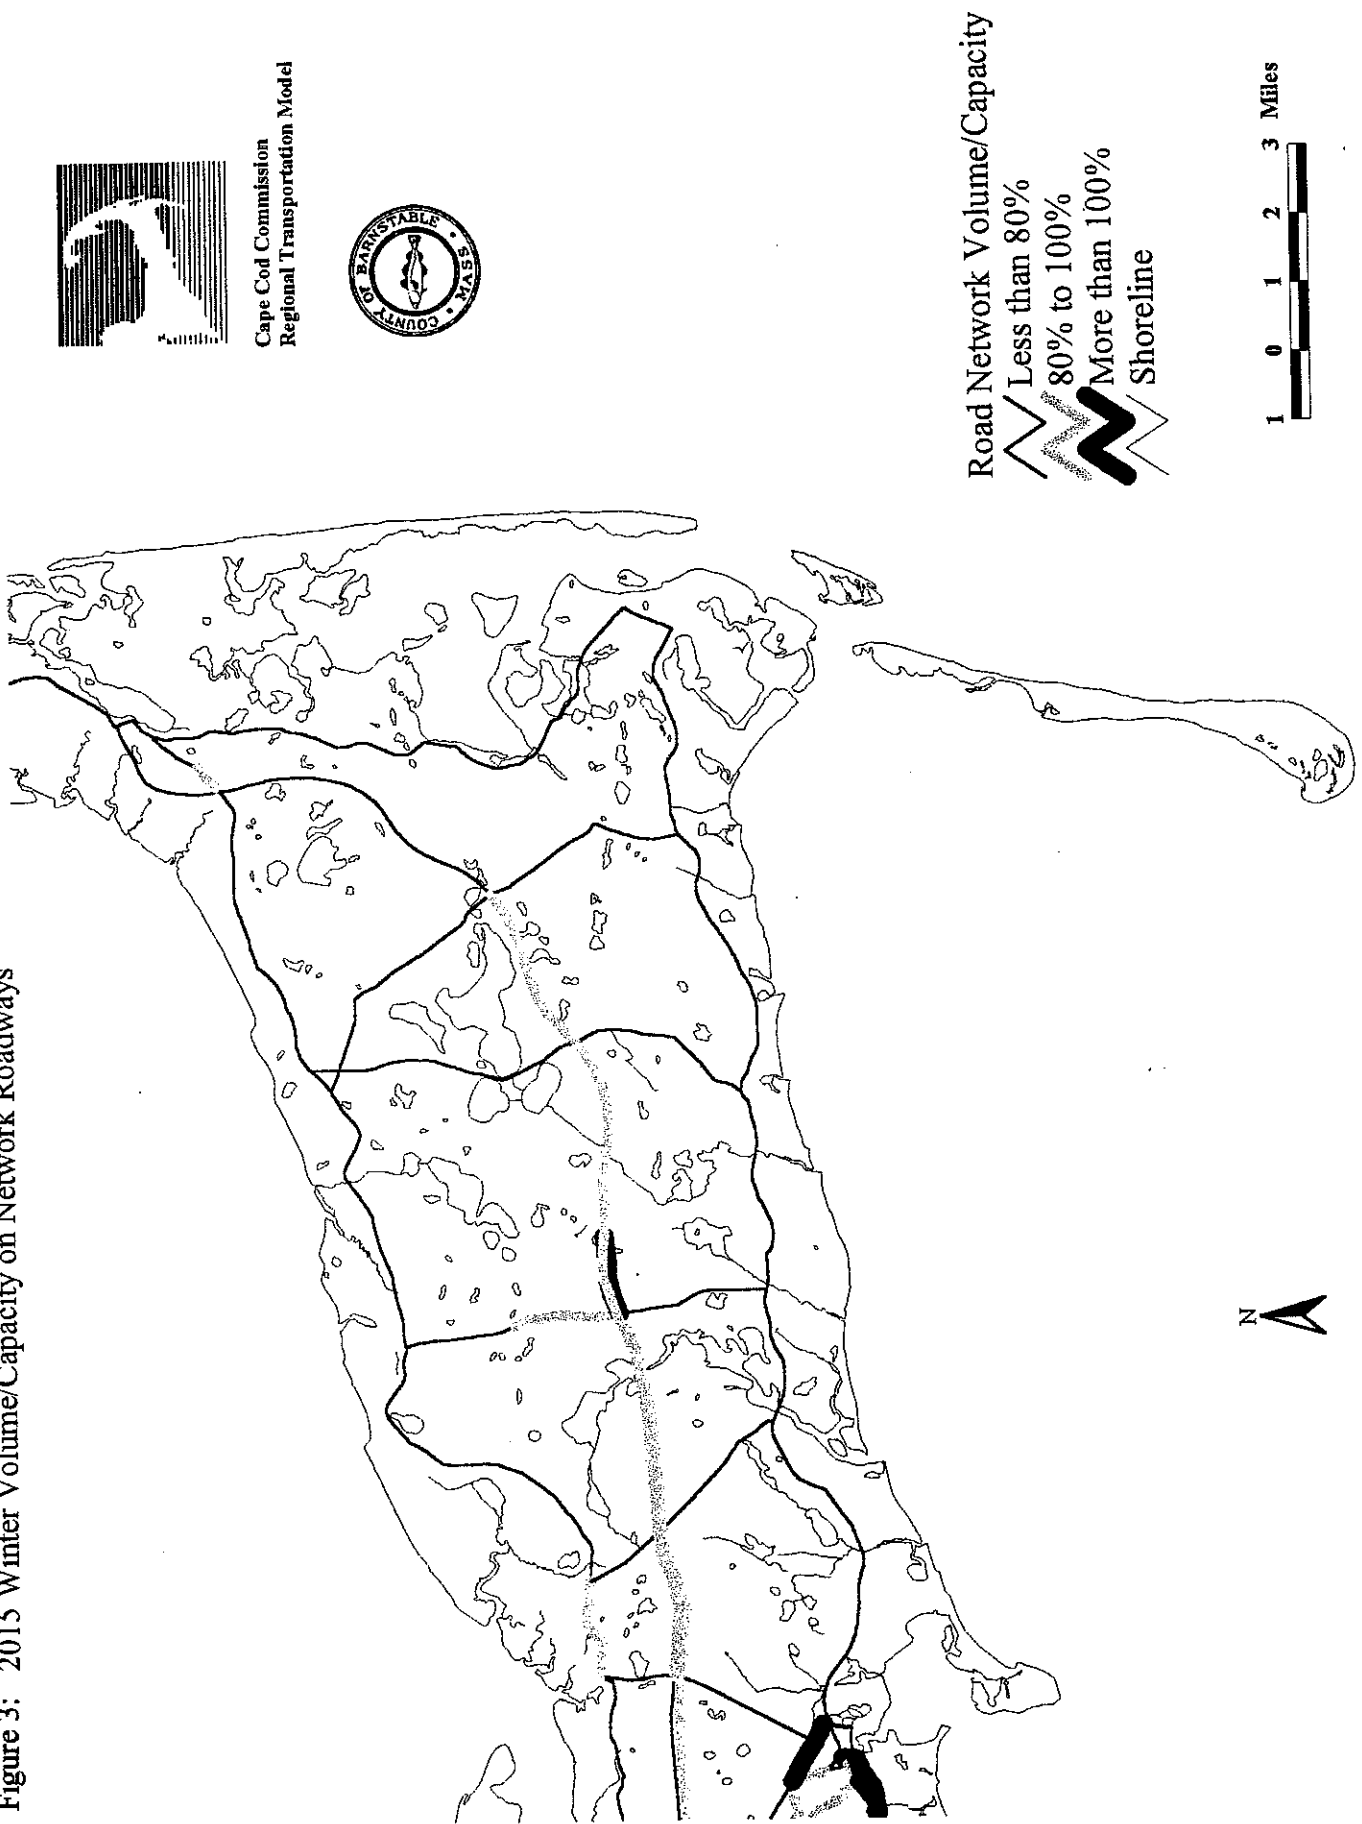 Figure 3: 2015 Winter Volume/Capacity on Network Roadways
Cape Cod Commission
Regional Transportation Model
COUNTY OF BARNSTABLE • MASS •
Road Network Volume/Capacity
Less than 80%
80% to 100%
More than 100%
Shoreline
1 0 1 2 3 Miles
N